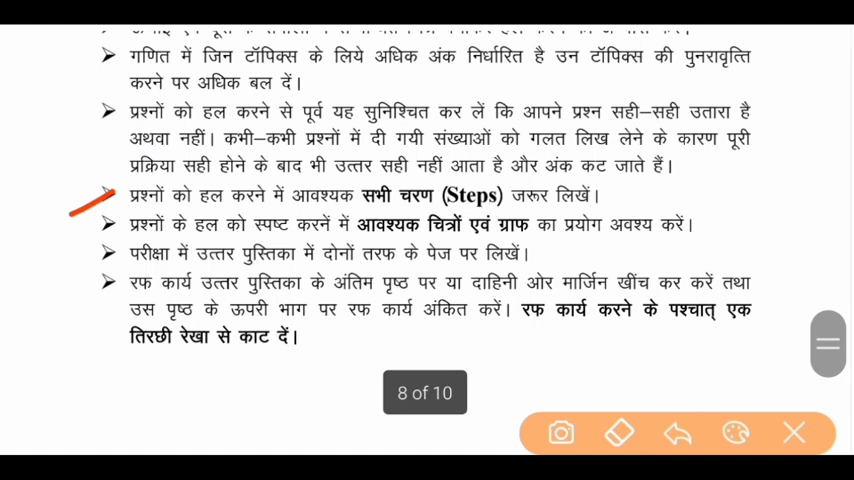 ➢ गणित में जिन टॉपिक्स के लिये अधिक अंक निर्धारित है उन टॉपिक्स की पुनरावृत्ति
करने पर अधिक बल दें।
➢ प्रश्नों को हल करने से पूर्व यह सुनिश्चित कर लें कि आपने प्रश्न सही–सही उतारा है
अथवा नहीं। कभी–कभी प्रश्नों में दी गयी संख्याओं को गलत लिख लेने के कारण पूरी
प्रक्रिया सही होने के बाद भी उत्तर सही नहीं आता है और अंक कट जाते हैं।
➢ प्रश्नों को हल करने में आवश्यक सभी चरण (Steps) जरूर लिखें।
➢ प्रश्नों के हल को स्पष्ट करनें में आवश्यक चित्रों एवं ग्राफ का प्रयोग अवश्य करें।
➢ परीक्षा में उत्तर पुस्तिका में दोनों तरफ के पेज पर लिखें।
➢ रफ कार्य उत्तर पुस्तिका के अंतिम पृष्ठ पर या दाहिनी ओर मार्जिन खींच कर करें तथा
उस पृष्ठ के ऊपरी भाग पर रफ कार्य अंकित करें। रफ कार्य करने के पश्चात् एक
तिरछी रेखा से काट दें।
8 of 10